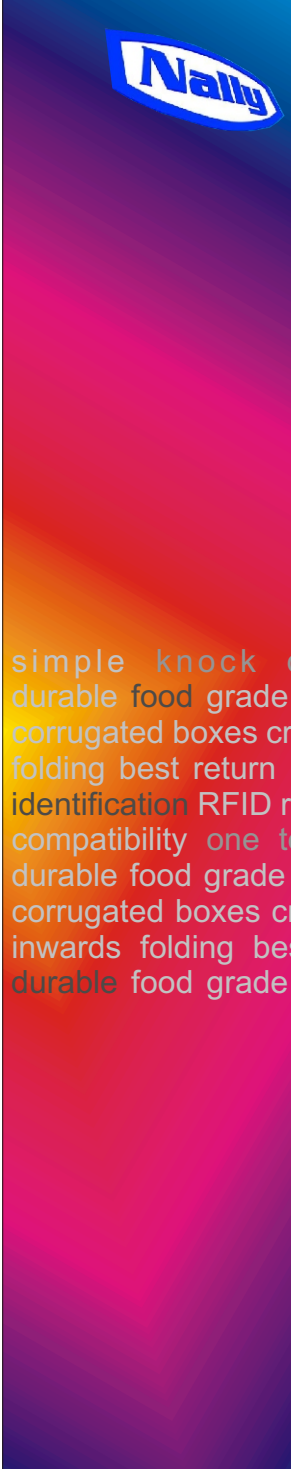 Nally
simple knock
durable food grade
corrugated boxes
folding best return
identification RFID
compatibility one
durable food grade
corrugated boxes
inwards folding
durable food grade